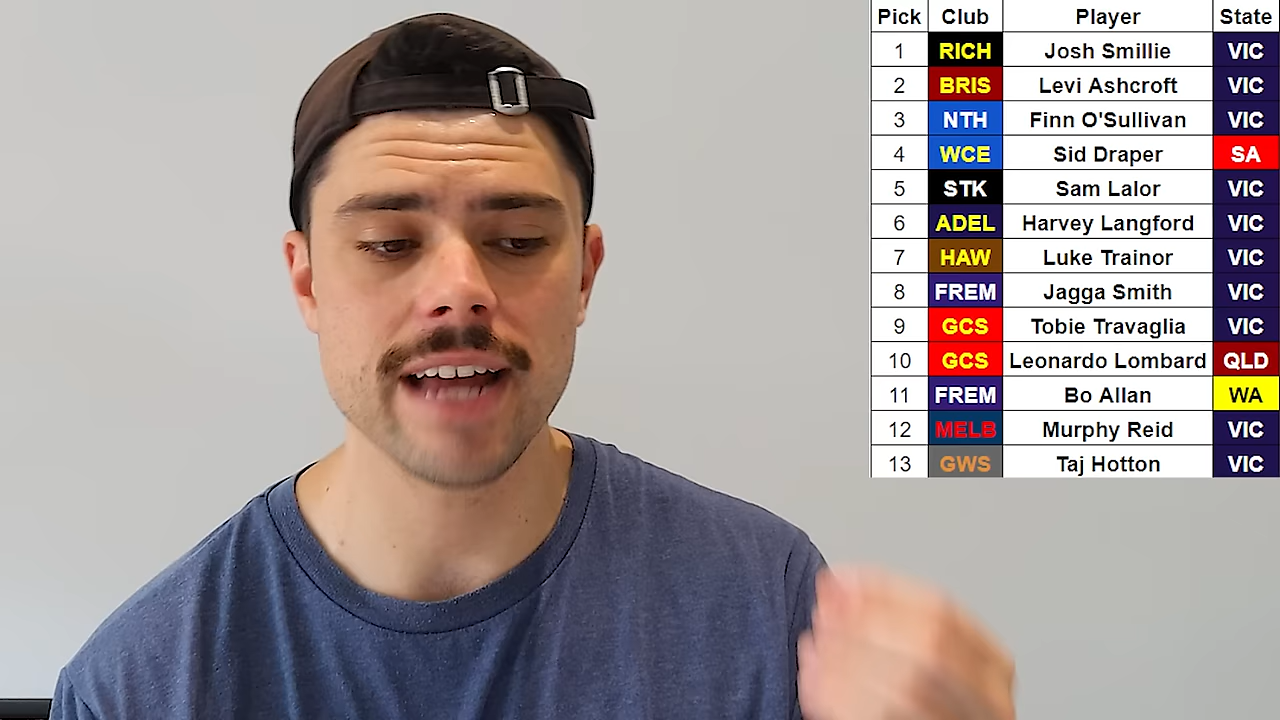 Pick Club Player State
1 RICH Josh Smillie VIC
2 BRIS Levi Ashcroft VIC
3 NTH Finn O'Sullivan VIC
4 WCE Sid Draper SA
5 STK Sam Lalor VIC
6 ADEL Harvey Langford VIC
7 HAW Luke Trainor VIC
8 FREM Jagga Smith VIC
9 GCS Tobie Travaglia VIC
10 GCS Leonardo Lombard QLD
11 FREM Bo Allan WA
12 MELB Murphy Reid VIC
13 GWS Taj Hotton VIC